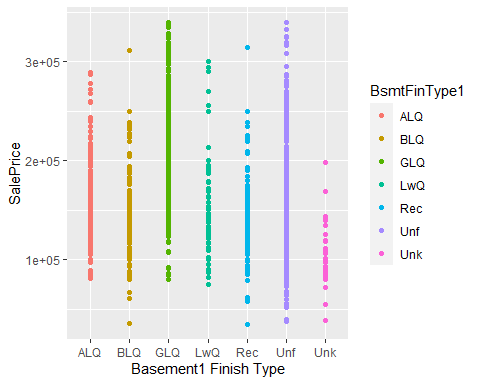 3e+05
2e+05
1e+05
SalePrice
ALQ BLQ GLQ LwQ Rec Unf Unk
Basement1 Finish Type
BsmtFinType1
ALQ
BLQ
GLQ
LwQ
Rec
Unf
Unk